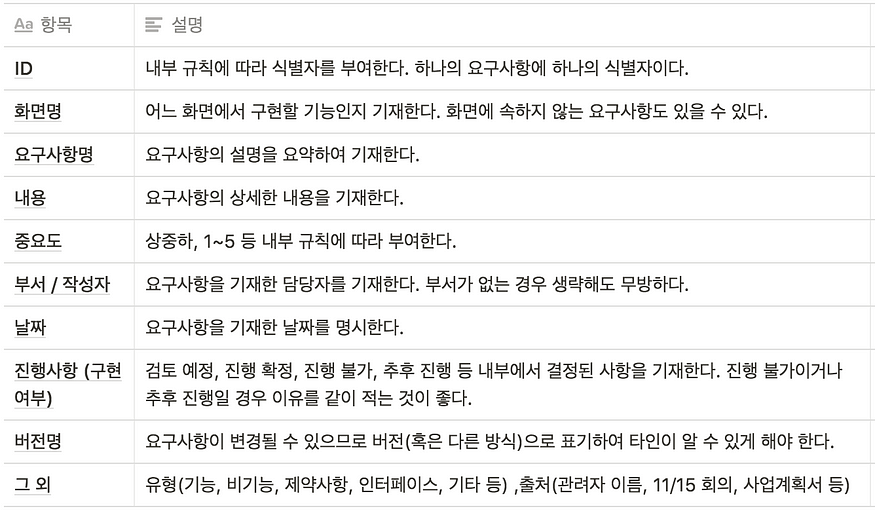 Aa 항목 설명
ID 내부 규칙에 따라 식별자를 부여한다. 하나의 요구사항에 하나의 식별자이다.
화면명 어느 화면에서 구현할 기능인지 기재한다. 화면에 속하지 않는 요구사항도 있을 수 있다.
요구사항명 요구사항의 설명을 요약하여 기재한다.
내용 요구사항의 상세한 내용을 기재한다.
중요도 상중하, 1~5 등 내부 규칙에 따라 부여한다.
부서 / 작성자 요구사항을 기재한 담당자를 기재한다. 부서가 없는 경우 생략해도 무방하다.
날짜 요구사항을 기재한 날짜를 명시한다.
진행사항 (구현 검토 예정, 진행 확정, 진행 불가, 추후 진행 등 내부에서 결정된 사항을 기재한다. 진행 불가이거나
여부) 추후 진행일 경우 이유를 같이 적는 것이 좋다.
버전명 요구사항이 변경될 수 있으므로 버전(혹은 다른 방식)으로 표기하여 타인이 알 수 있게 해야 한다.
그 외 유형(기능, 비기능, 제약사항, 인터페이스, 기타 등) ,출처(관려자 이름, 11/15 회의, 사업계획서 등)